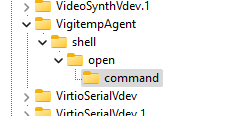 VideoSynthVdev.1
VigitempAgent
shell
open
command
VirtioSerialVdev
VirtioSerialVdev.1